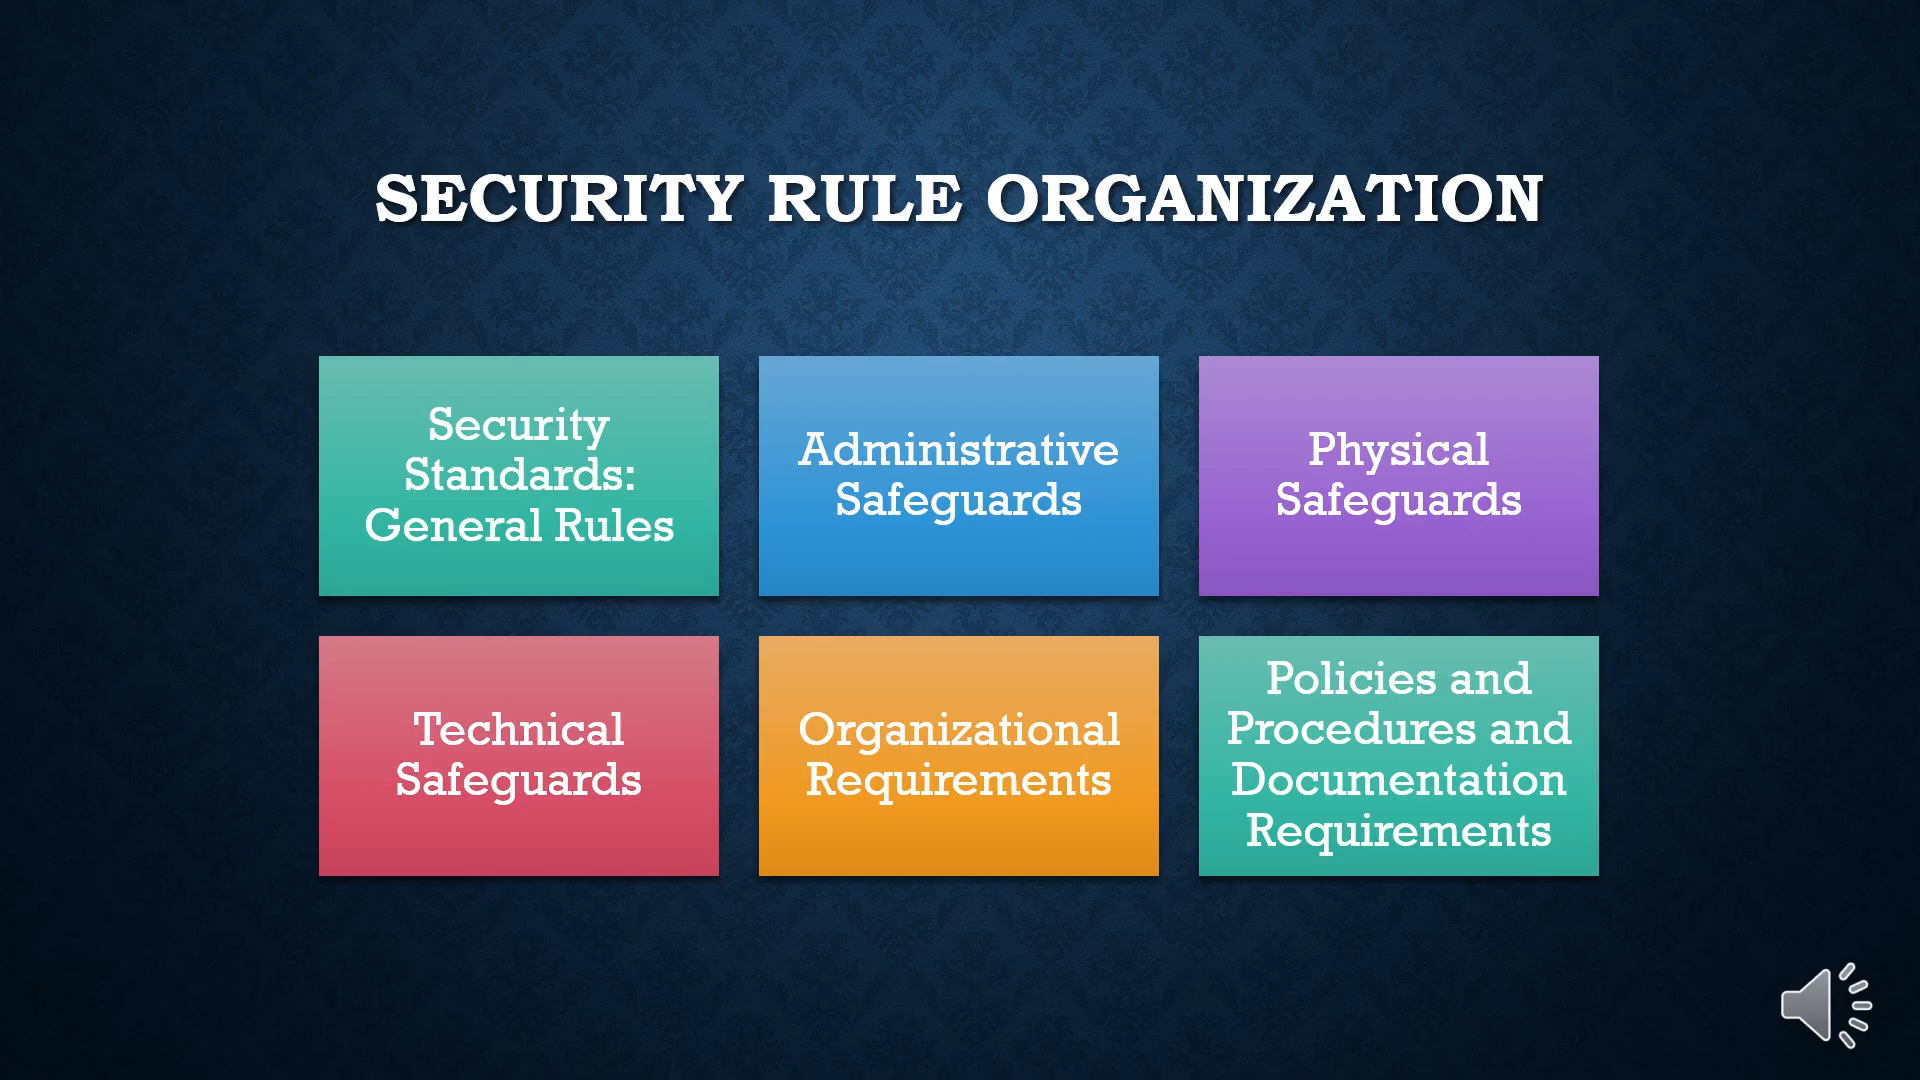 SECURITY RULE ORGANIZATION
Security
Standards:
General Rules
Administrative
Safeguards
Physical
Safeguards
Technical
Safeguards
Organizational
Requirements
Policies and
Procedures and
Documentation
Requirements